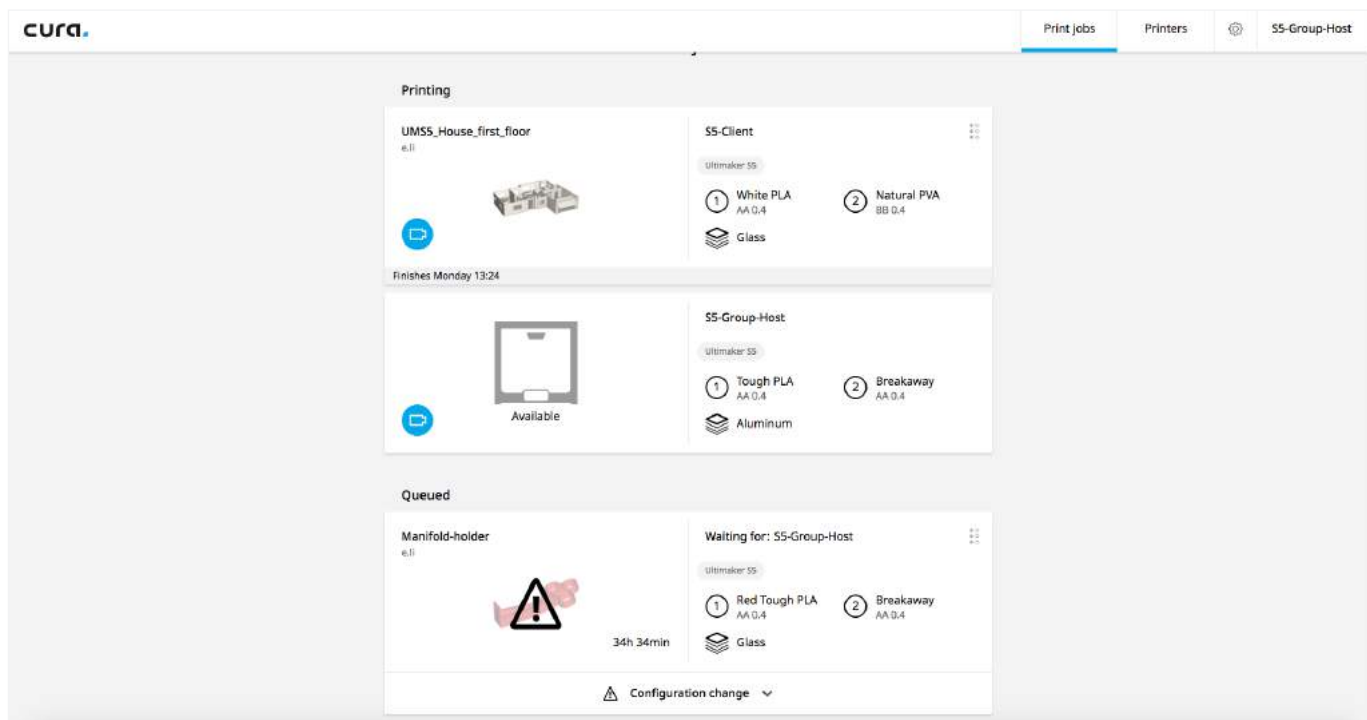 cura.
Print jobs
Printers
S5-Group-Host
Printing
UMS5_House_first_floor
e.li
S5-Client
Ultimaker S5
1 White PLA
AA 0.4
2 Natural PVA
BB 0.4
Glass
Finishes Monday 13:24
Available
S5-Group-Host
Ultimaker S5
1 Tough PLA
AA 0.4
2 Breakaway
AA 0.4
Aluminum
Queued
Manifold-holder
e.li
34h 34min
Waiting for: S5-Group-Host
Ultimaker S5
1 Red Tough PLA
AA 0.4
2 Breakaway
AA 0.4
Glass
Configuration change